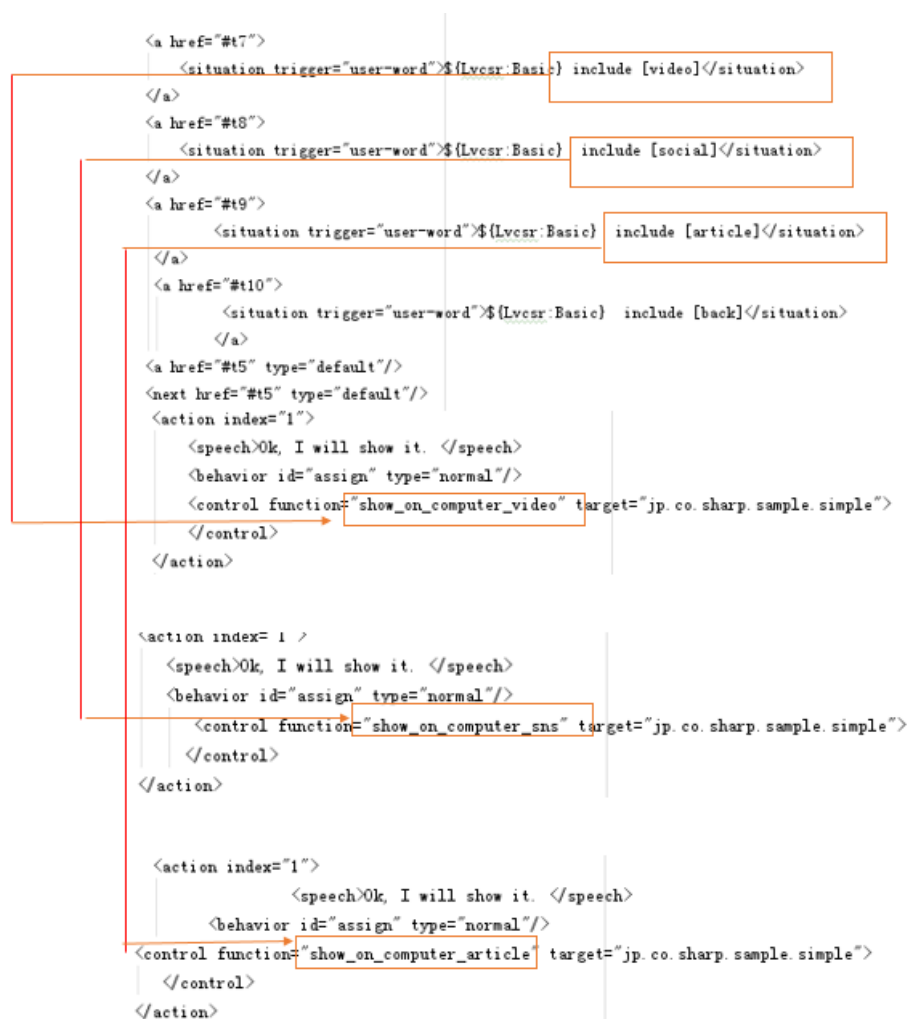 <a href="#t7">
<situation trigger="user-word">${Lvcsr:Basic} include [video]</situation>
</a>
<a href="#t8">
<situation trigger="user-word">${Lvcsr:Basic} include [social]</situation>
</a>
<a href="#t9">
<situation trigger="user-word">${Lvcsr:Basic} include [article]</situation>
</a>
<a href="#t10">
<situation trigger="user-word">${Lvcsr:Basic} include [back]</situation>
</a>
<a href="#t5" type="default"/>
<next href="#t5" type="default"/>
<action index="1">
<speech>Ok, I will show it. </speech>
<behavior id="assign" type="normal"/>
<control function="show_on_computer_video" target="jp.co.sharp.sample.simple">
</control>
</action>
<action index="1">
<speech>Ok, I will show it. </speech>
<behavior id="assign" type="normal"/>
<control function="show_on_computer_sns" target="jp.co.sharp.sample.simple">
</control>
</action>
<action index="1">
<speech>Ok, I will show it. </speech>
<behavior id="assign" type="normal"/>
<control function="show_on_computer_article" target="jp.co.sharp.sample.simple">
</control>
</action>